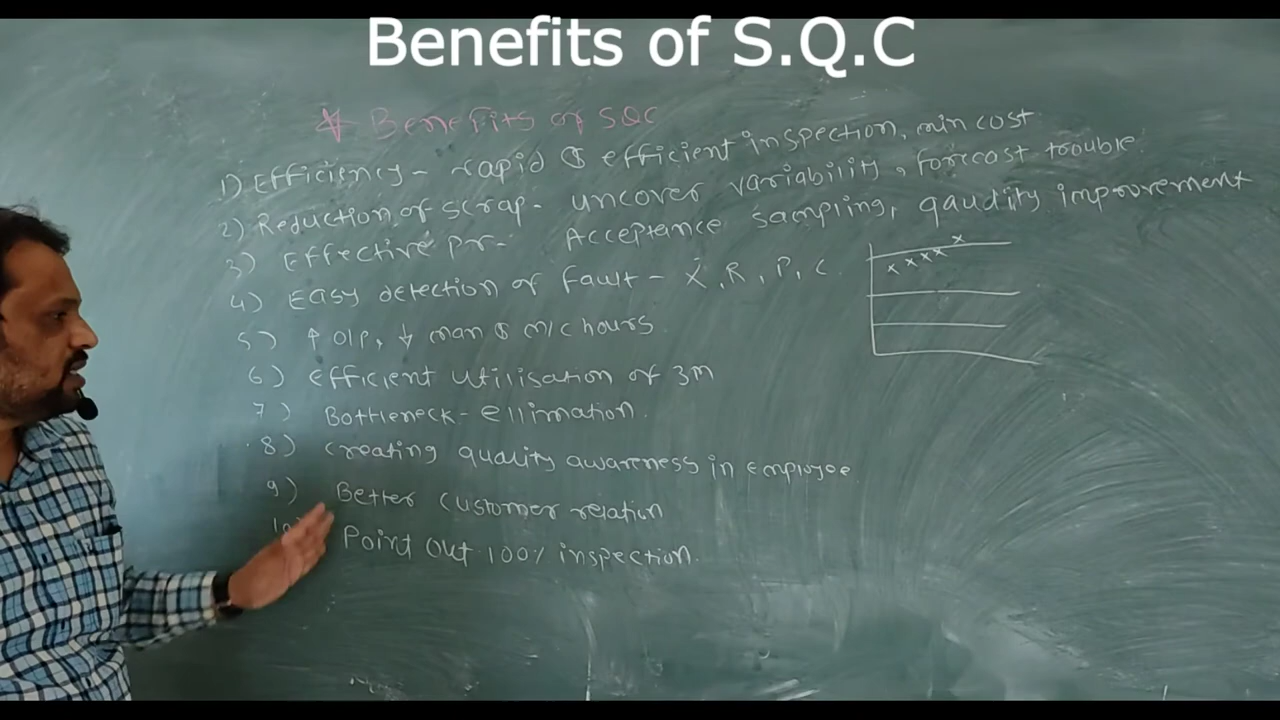 Benefits of S.Q.C
* Benefits of SQC
1) Efficiency - rapid & efficient inspection, min cost
2) Reduction of scrap - uncover variability, forecast trouble
3) Effective pr. - Acceptance sampling, qaudity improvement
4) Easy detection of fault - X̄, R, P, C
5) ↑ O/P, ↓ man & m/c hours
6) Efficient utilisation of 3M
7) Bottleneck - ellimation.
8) creating quality awareness in employee
9) Better customer relation
10) Point out 100% inspection.